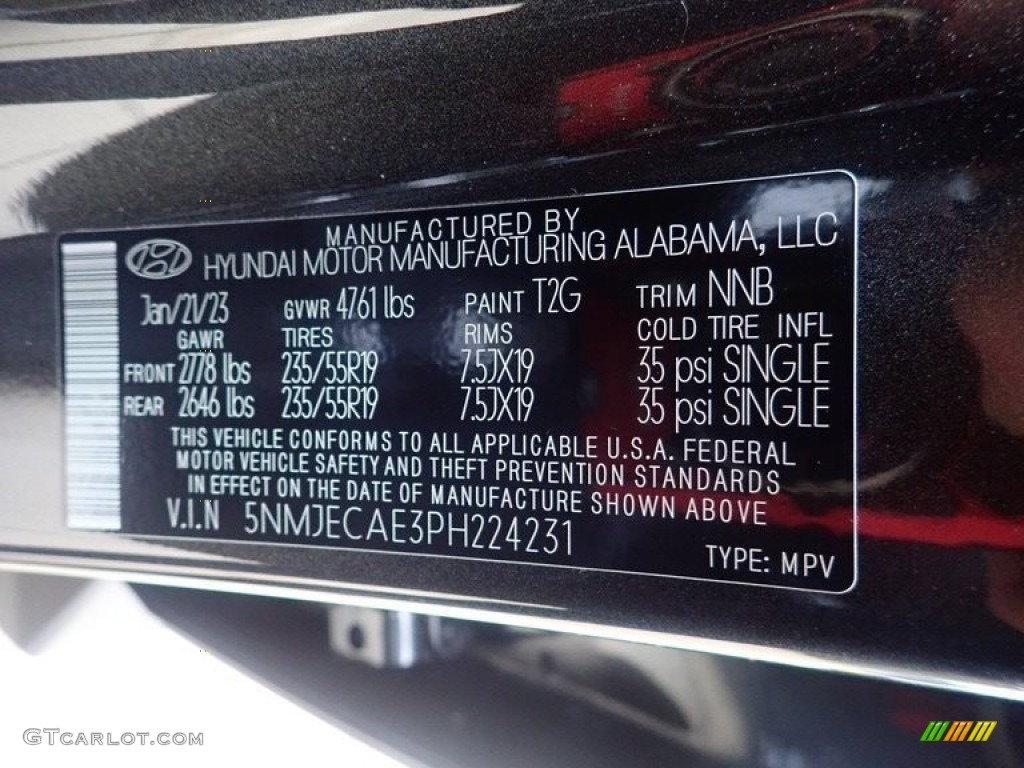 MANUFACTURED BY
HYUNDAI MOTOR MANUFACTURING ALABAMA, LLC
Jan/21/23 GVWR 4761 lbs PAINT T2G TRIM NNB
GAWR TIRES RIMS COLD TIRE INFL
FRONT 2778 lbs 235/55R19 7.5JX19 35 psi SINGLE
REAR 2646 lbs 235/55R19 7.5JX19 35 psi SINGLE
THIS VEHICLE CONFORMS TO ALL APPLICABLE U.S.A. FEDERAL
MOTOR VEHICLE SAFETY AND THEFT PREVENTION STANDARDS
IN EFFECT ON THE DATE OF MANUFACTURE SHOWN ABOVE
V.I.N 5NMJECAE3PH224231
TYPE: MPV
GTCARLOT.COM